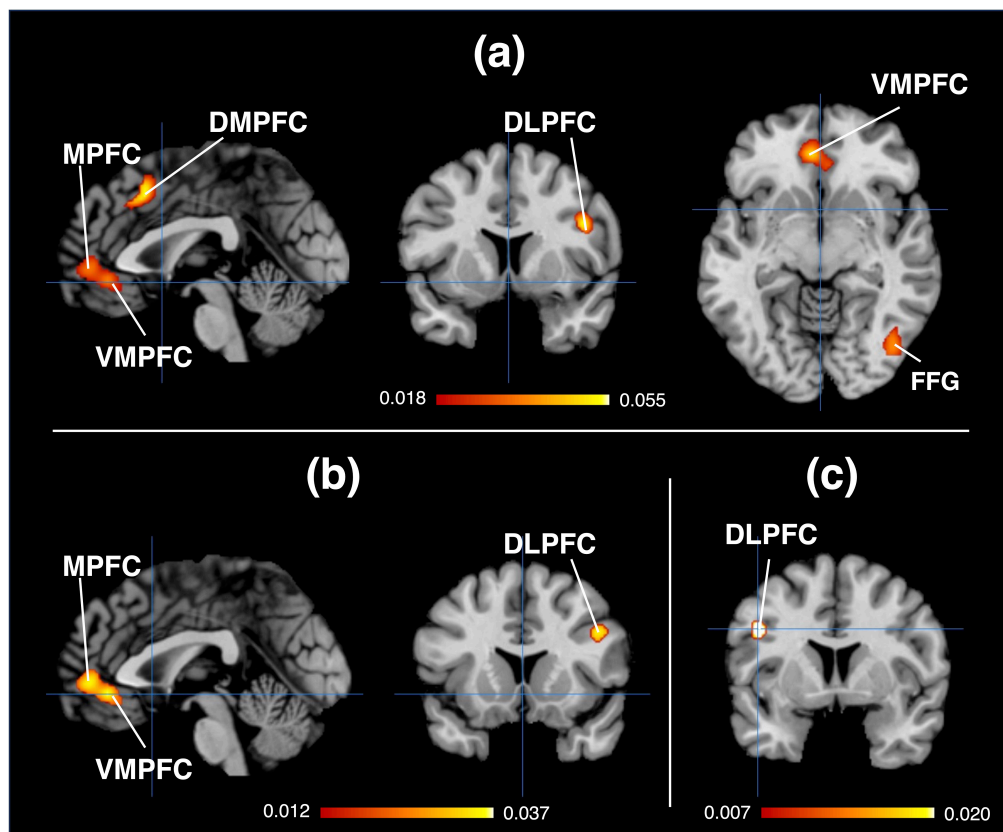 (a)
DMPFC
MPFC
VMPFC
DLPFC
VMPFC
FFG
0.018
0.055
(b)
MPFC
VMPFC
DLPFC
0.012
0.037
(c)
DLPFC
0.007
0.020